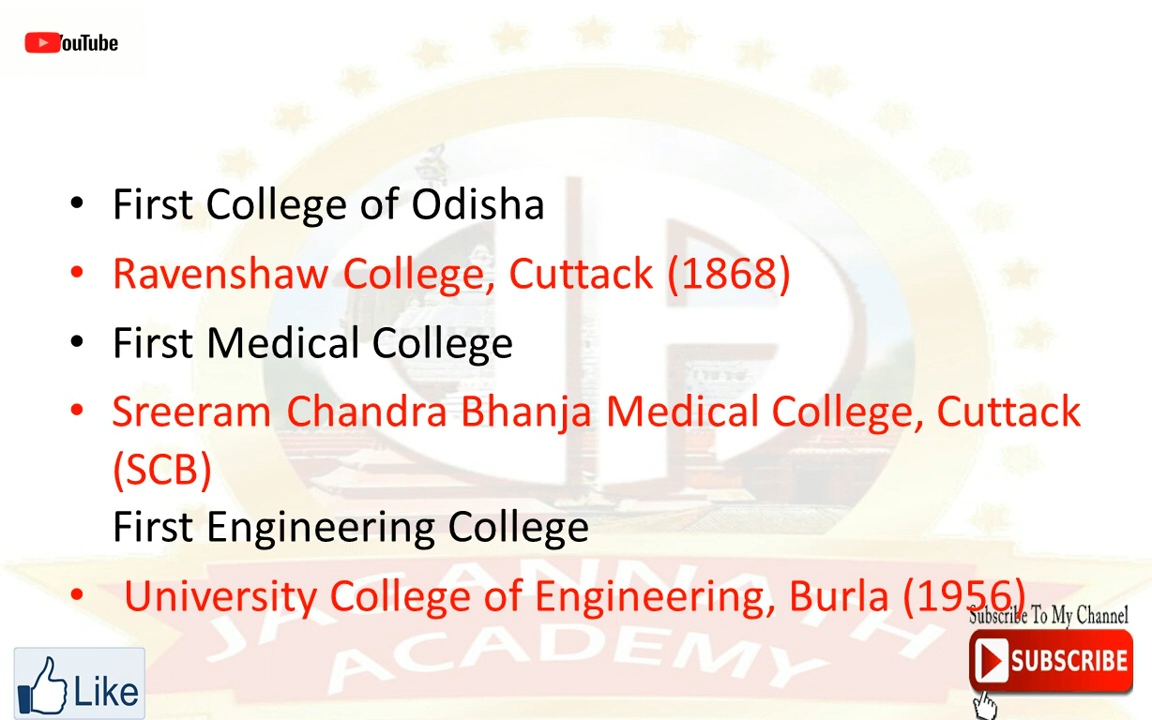 YouTube
• First College of Odisha
• Ravenshaw College, Cuttack (1868)
• First Medical College
• Sreeram Chandra Bhanja Medical College, Cuttack
(SCB)
First Engineering College
• University College of Engineering, Burla (1956)
JAGANNATH
ACADEMY
Subscribe To My Channel
SUBSCRIBE
Like